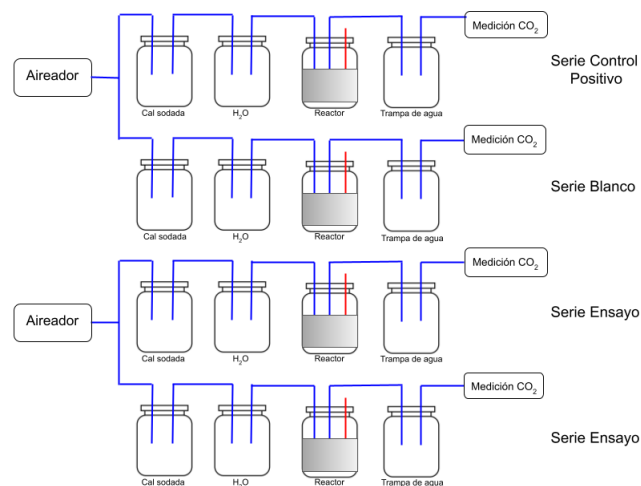 Medición CO₂
Aireador
Serie Control
Positivo
Cal sodada
H₂O
Reactor
Trampa de agua
Medición CO₂
Serie Blanco
Cal sodada
H₂O
Reactor
Trampa de agua
Medición CO₂
Aireador
Serie Ensayo
Cal sodada
H₂O
Reactor
Trampa de agua
Medición CO₂
Serie Ensayo
Cal sodada
H₂O
Reactor
Trampa de agua